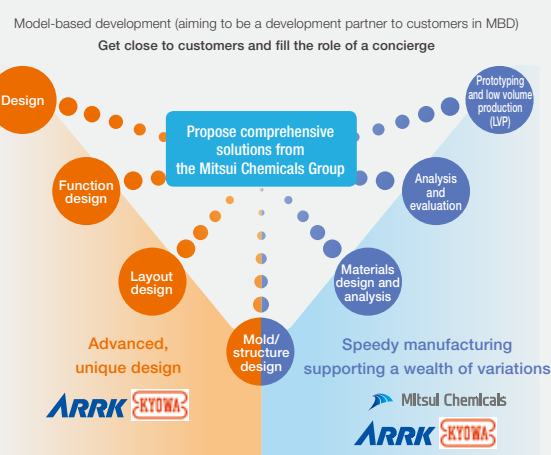 Model-based development (aiming to be a development partner to customers in MBD)
Get close to customers and fill the role of a concierge
Design
Prototyping
and low volume
production
(LVP)
Propose comprehensive
solutions from
the Mitsui Chemicals Group
Function
design
Analysis
and
evaluation
Layout
design
Materials
design and
analysis
Mold/
structure
design
Advanced,
unique design
Speedy manufacturing
supporting a wealth of variations
ARRK KYOWA
Mitsui Chemicals
ARRK KYOWA